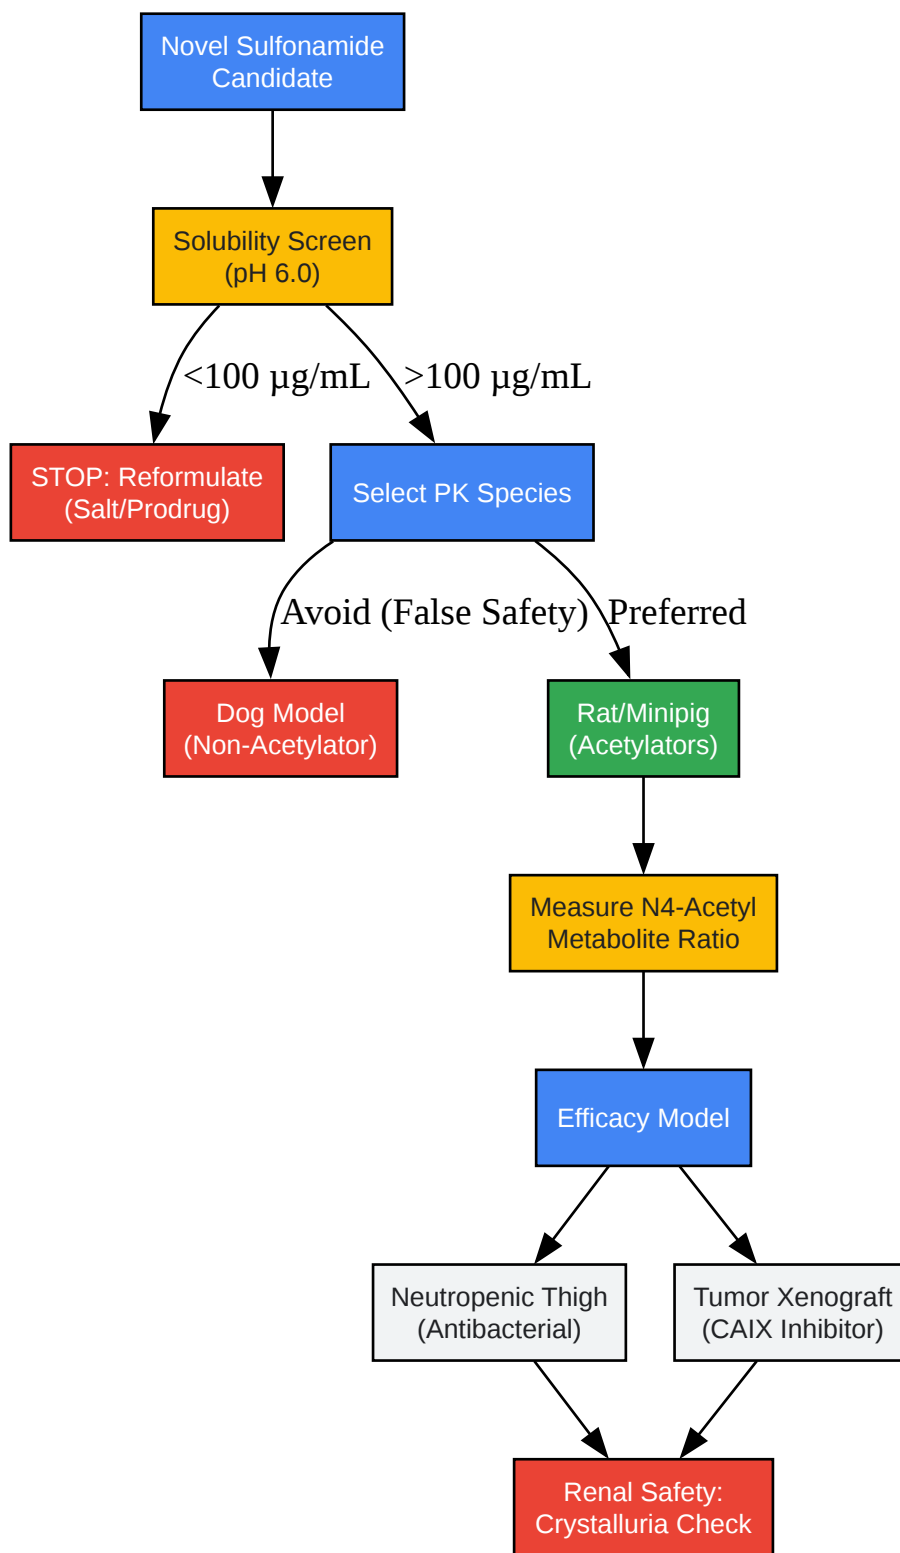 Novel Sulfonamide
Candidate
Solubility Screen
(pH 6.0)
<100 µg/mL
>100 µg/mL
STOP: Reformulate
(Salt/Prodrug)
Select PK Species
Avoid (False Safety)
Preferred
Dog Model
(Non-Acetylator)
Rat/Minipig
(Acetylators)
Measure N4-Acetyl
Metabolite Ratio
Efficacy Model
Neutropenic Thigh
(Antibacterial)
Tumor Xenograft
(CAIX Inhibitor)
Renal Safety:
Crystalluria Check